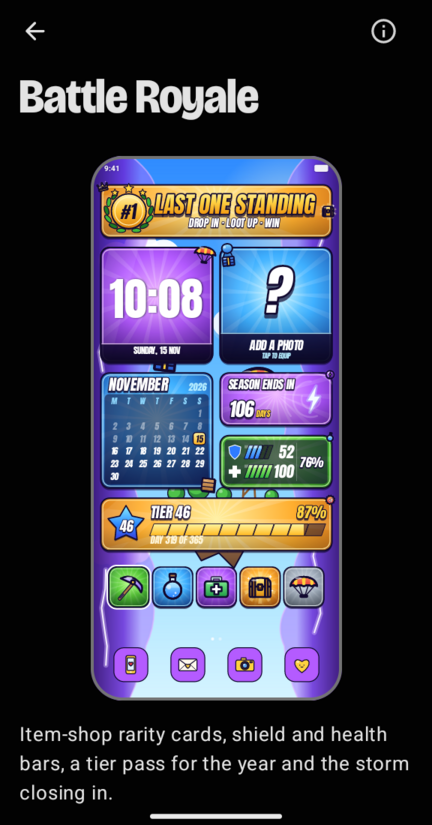 Battle Royale
9:41
#1
LAST ONE STANDING
DROP IN - LOOT UP - WIN
10:08
SUNDAY, 15 NOV
?
ADD A PHOTO
TAP TO EQUIP
NOVEMBER 2026
M T W T F S S
1
2 3 4 5 6 7 8
9 10 11 12 13 14 15
16 17 18 19 20 21 22
23 24 25 26 27 28 29
30
SEASON ENDS IN
106 DAYS
52
100
76%
46
TIER 46
87%
DAY 319 OF 365
Item-shop rarity cards, shield and health
bars, a tier pass for the year and the storm
closing in.